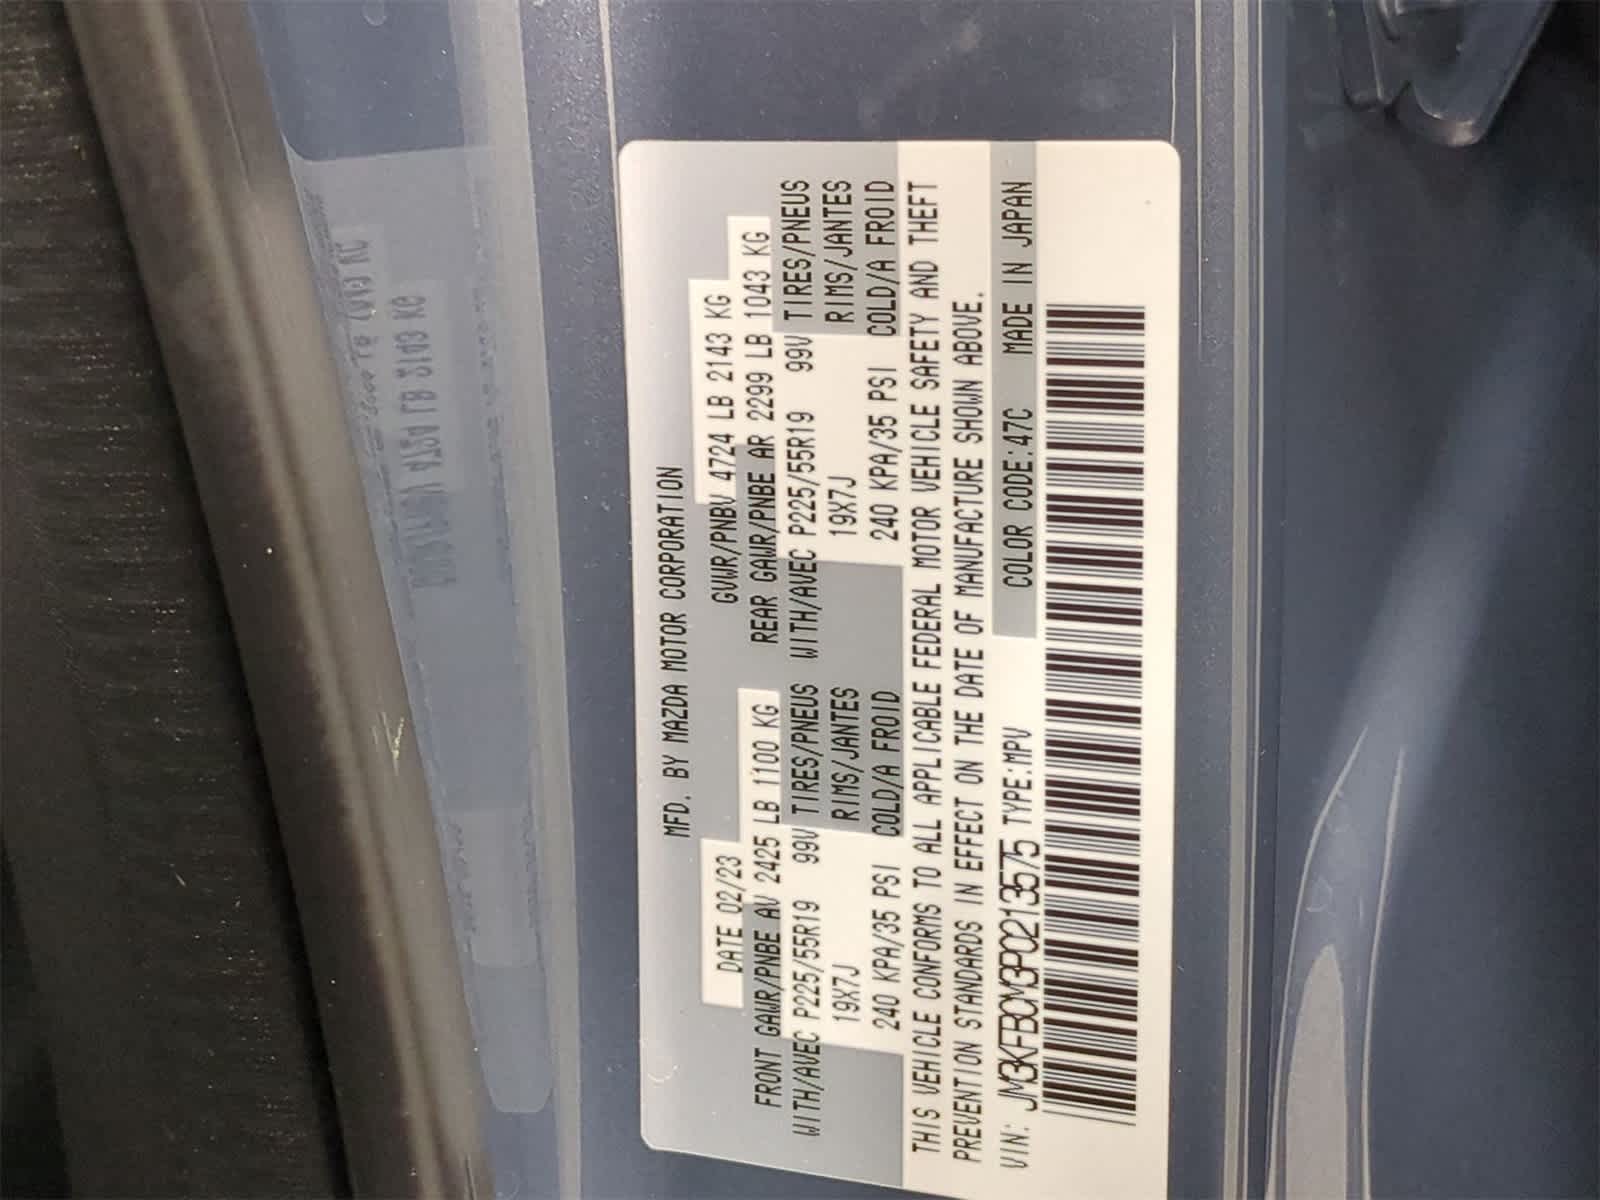 MFD. BY MAZDA MOTOR CORPORATION
DATE 02/23 GVWR/PNBV 4724 LB 2143 KG
FRONT GAWR/PNBE AV 2425 LB 1100 KG REAR GAWR/PNBE AR 2299 LB 1043 KG
WITH/AVEC P225/55R19 99V TIRES/PNEUS WITH/AVEC P225/55R19 99V TIRES/PNEUS
19X7J RIMS/JANTES 19X7J RIMS/JANTES
240 KPA/35 PSI COLD/A FROID 240 KPA/35 PSI COLD/A FROID
THIS VEHICLE CONFORMS TO ALL APPLICABLE FEDERAL MOTOR VEHICLE SAFETY AND THEFT
PREVENTION STANDARDS IN EFFECT ON THE DATE OF MANUFACTURE SHOWN ABOVE.
VIN: JM3KFBCM3P0213575 TYPE:MPV COLOR CODE:47C MADE IN JAPAN